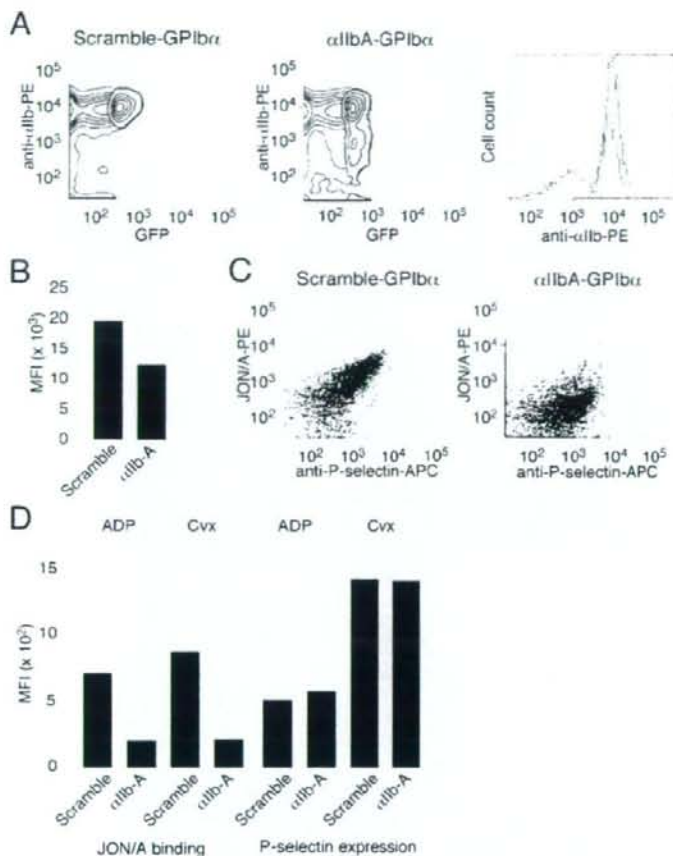 A
Scramble-GPIbα
αIIbA-GPIbα
anti-αIIb-PE
10⁵
10⁴
10³
10²
10² 10³ 10⁴ 10⁵
GFP
anti-αIIb-PE
10⁵
10⁴
10³
10²
10² 10³ 10⁴ 10⁵
GFP
Cell count
10² 10³ 10⁴ 10⁵
anti-αIIb-PE
B
MFI (x 10³)
25
20
15
10
5
0
Scramble
αIIb-A
C
Scramble-GPIbα
αIIbA-GPIbα
JON/A-PE
10⁵
10⁴
10³
10²
10² 10³ 10⁴ 10⁵
anti-P-selectin-APC
JON/A-PE
10⁵
10⁴
10³
10²
10² 10³ 10⁴ 10⁵
anti-P-selectin-APC
D
ADP Cvx ADP Cvx
MFI (x 10²)
15
10
5
0
Scramble αIIb-A Scramble αIIb-A Scramble αIIb-A Scramble αIIb-A
JON/A binding P-selectin expression